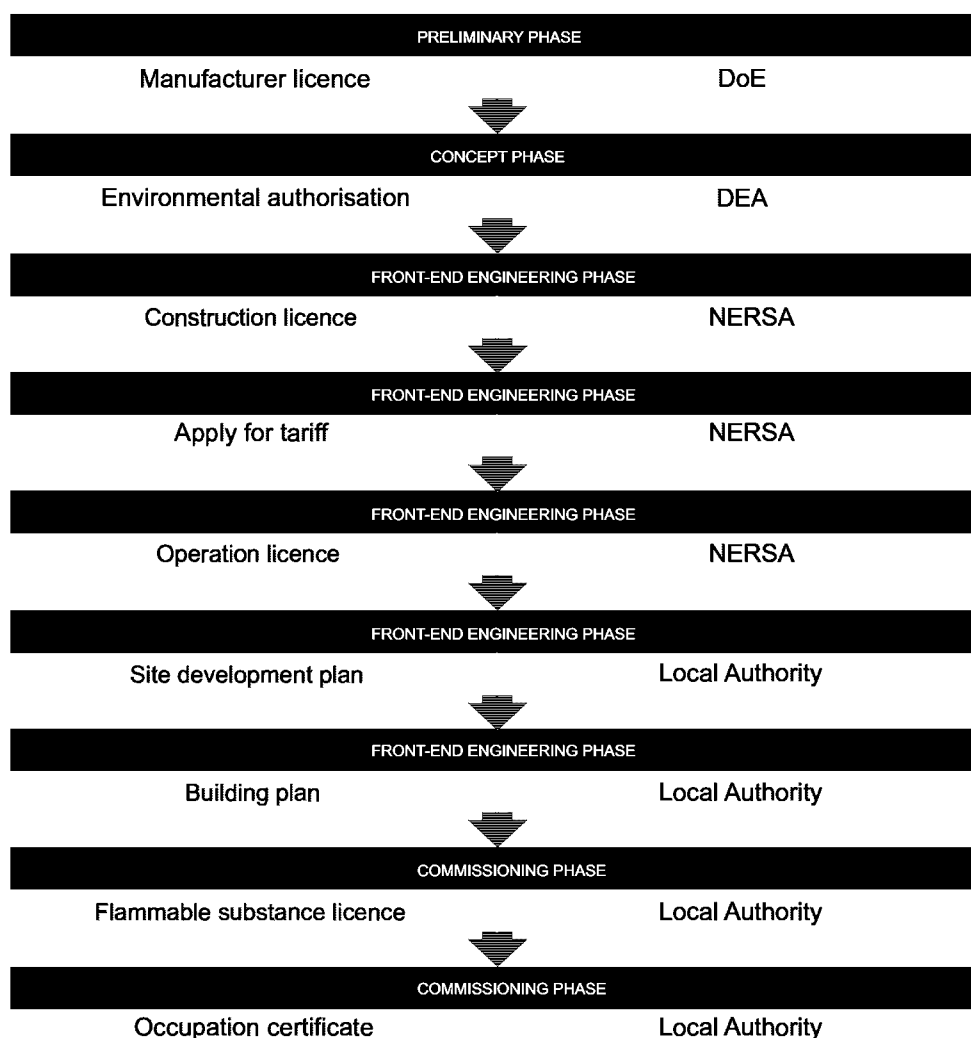 PRELIMINARY PHASE
Manufacturer licence DoE
CONCEPT PHASE
Environmental authorisation DEA
FRONT-END ENGINEERING PHASE
Construction licence NERSA
FRONT-END ENGINEERING PHASE
Apply for tariff NERSA
FRONT-END ENGINEERING PHASE
Operation licence NERSA
FRONT-END ENGINEERING PHASE
Site development plan Local Authority
FRONT-END ENGINEERING PHASE
Building plan Local Authority
COMMISSIONING PHASE
Flammable substance licence Local Authority
COMMISSIONING PHASE
Occupation certificate Local Authority